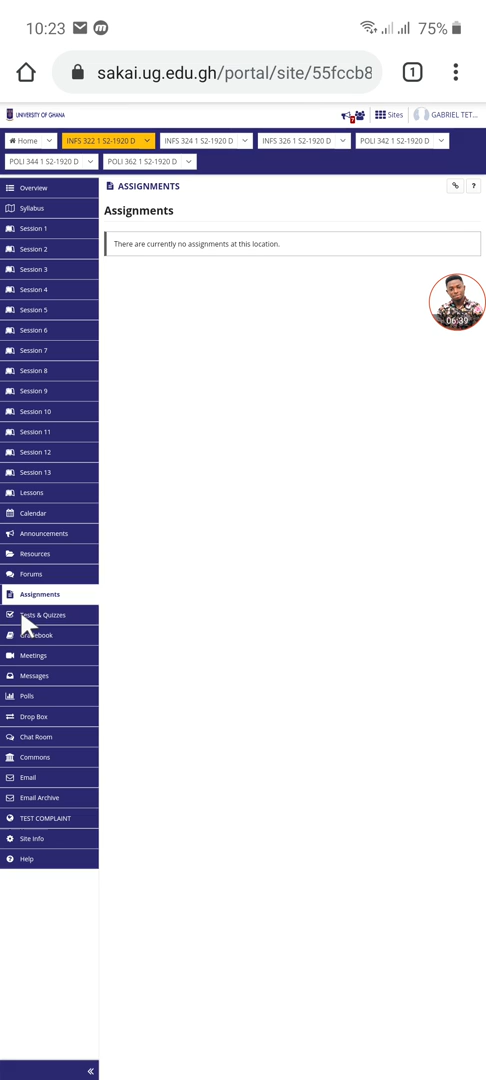 10:23
75%
sakai.ug.edu.gh/portal/site/55fccb8
1
UNIVERSITY OF GHANA
Sites
GABRIEL TET...
Home
INFS 322 1 S2-1920 D
INFS 324 1 S2-1920 D
INFS 326 1 S2-1920 D
POLI 342 1 S2-1920 D
POLI 344 1 S2-1920 D
POLI 362 1 S2-1920 D
Overview
ASSIGNMENTS
?
Syllabus
Assignments
Session 1
Session 2
There are currently no assignments at this location.
Session 3
Session 4
Session 5
06:39
Session 6
Session 7
Session 8
Session 9
Session 10
Session 11
Session 12
Session 13
Lessons
Calendar
Announcements
Resources
Forums
Assignments
Tests & Quizzes
Gradebook
Meetings
Messages
Polls
Drop Box
Chat Room
Commons
Email
Email Archive
TEST COMPLAINT
Site Info
Help